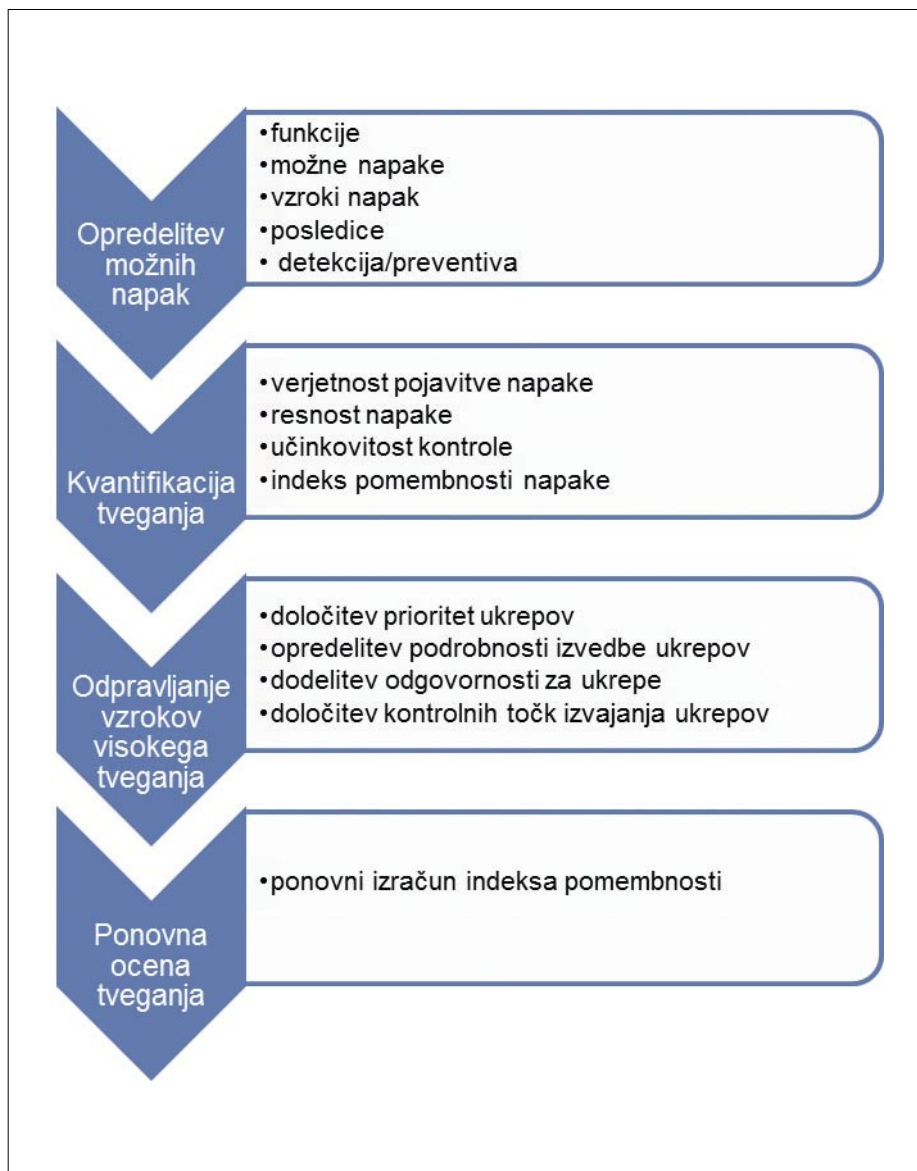 Opredelitev
možnih
napak
•funkcije
•možne napake
•vzroki napak
•posledice
• detekcija/preventiva
Kvantifikacija
tveganja
•verjetnost pojavitve napake
•resnost napake
•učinkovitost kontrole
•indeks pomembnosti napake
Odpravljanje
vzrokov
visokega
tveganja
•določitev prioritet ukrepov
•opredelitev podrobnosti izvedbe ukrepov
•dodelitev odgovornosti za ukrepe
•določitev kontrolnih točk izvajanja ukrepov
Ponovna
ocena
tveganja
•ponovni izračun indeksa pomembnosti